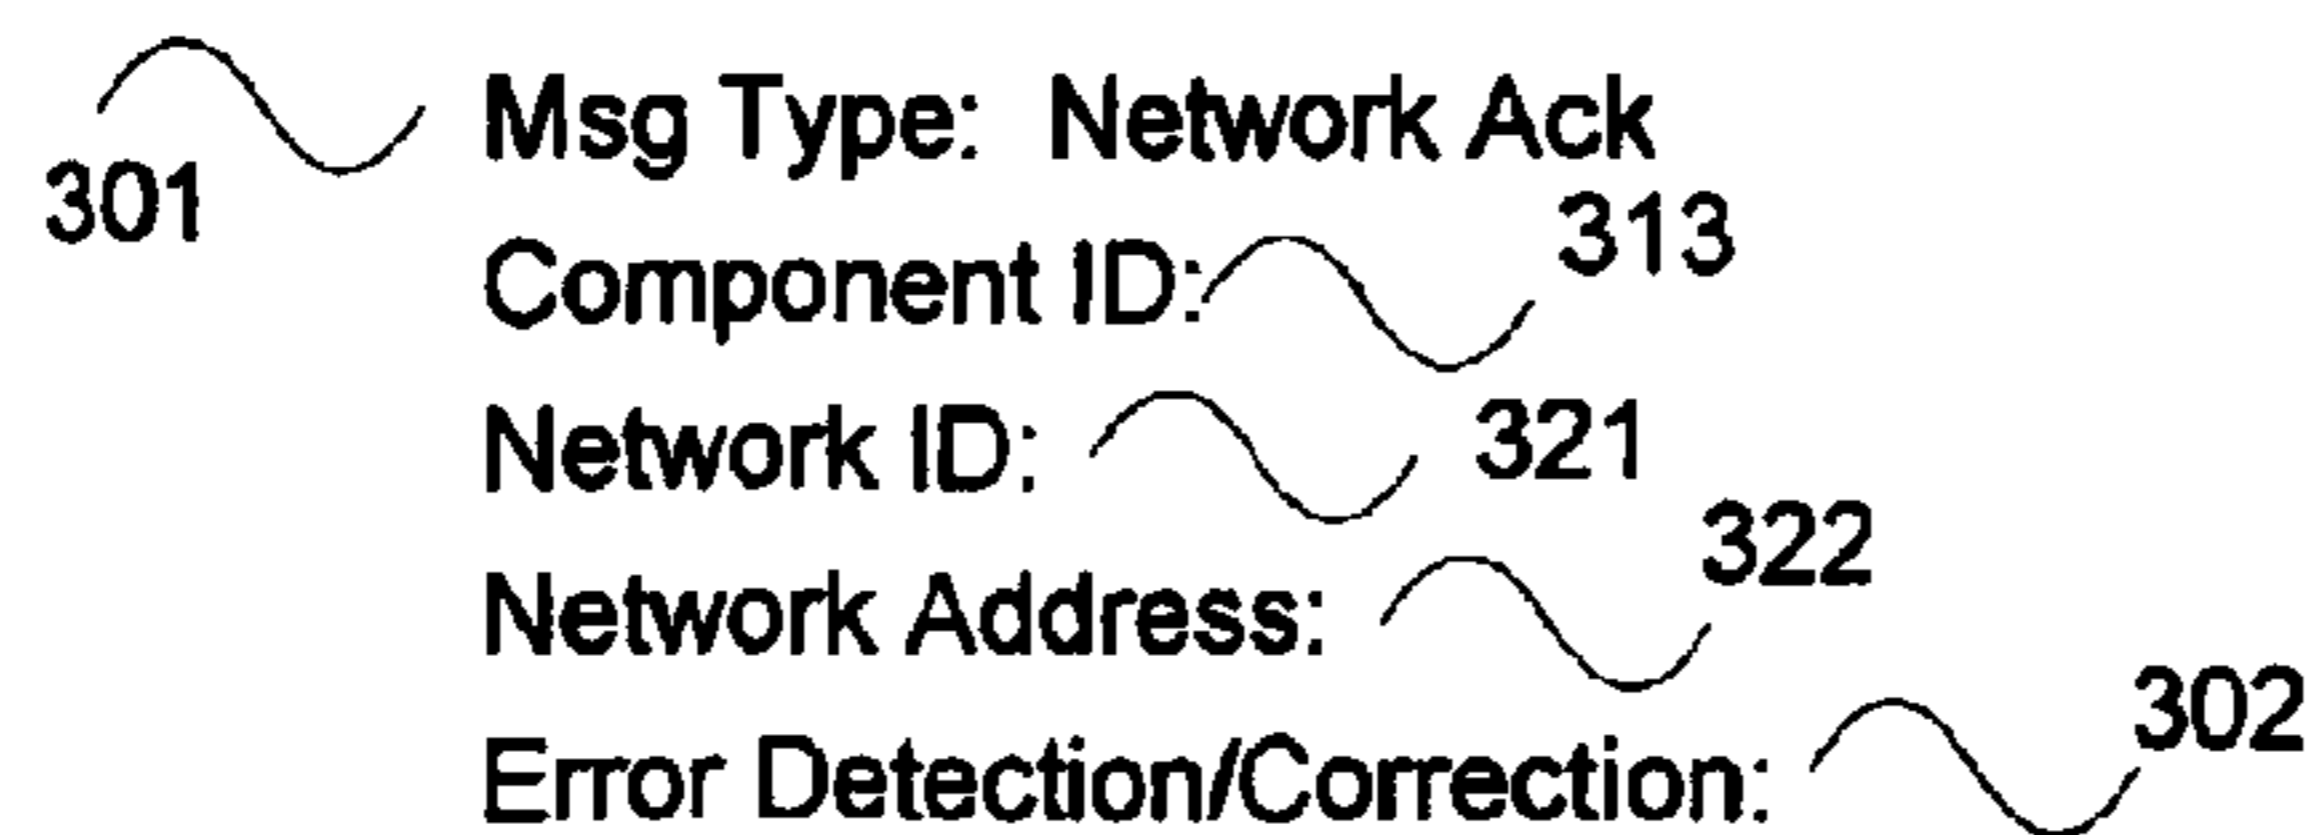 Msg Type: Network Ack
301
313
Component ID:
Network ID: 321
322
Network Address:
302
Error Detection/Correction: